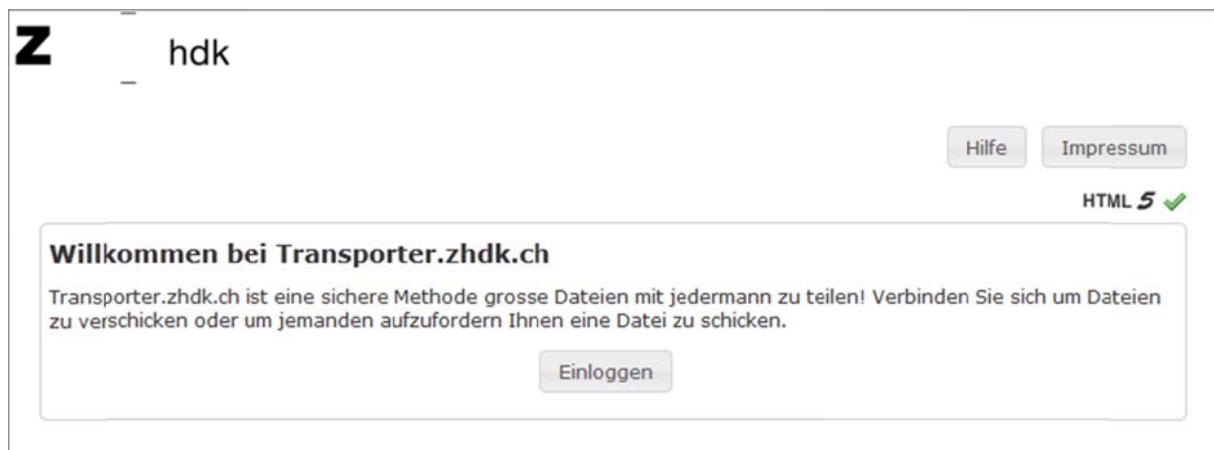 z hdk
Hilfe Impressum
HTML 5
Willkommen bei Transporter.zhdk.ch
Transporter.zhdk.ch ist eine sichere Methode grosse Dateien mit jedermann zu teilen! Verbinden Sie sich um Dateien
zu verschicken oder um jemanden aufzufordern Ihnen eine Datei zu schicken.
Einloggen